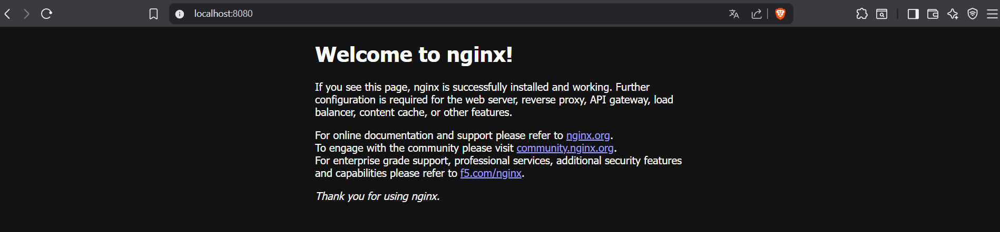 localhost:8080
Welcome to nginx!
If you see this page, nginx is successfully installed and working. Further
configuration is required for the web server, reverse proxy, API gateway, load
balancer, content cache, or other features.
For online documentation and support please refer to nginx.org.
To engage with the community please visit community.nginx.org.
For enterprise grade support, professional services, additional security features
and capabilities please refer to f5.com/nginx.
Thank you for using nginx.